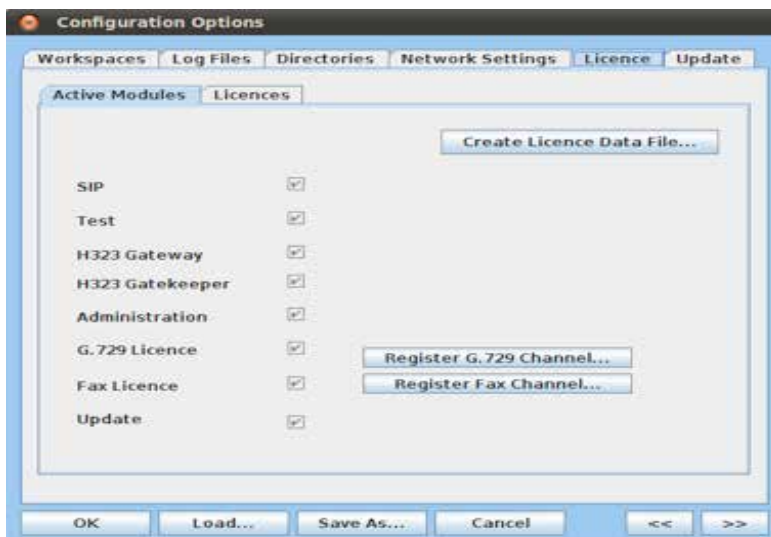 Configuration Options
Workspaces Log Files Directories Network Settings Licence Update
Active Modules Licences
Create Licence Data File...
SIP
Test
H323 Gateway
H323 Gatekeeper
Administration
G.729 Licence Register G.729 Channel...
Fax Licence Register Fax Channel...
Update
OK Load... Save As... Cancel << >>